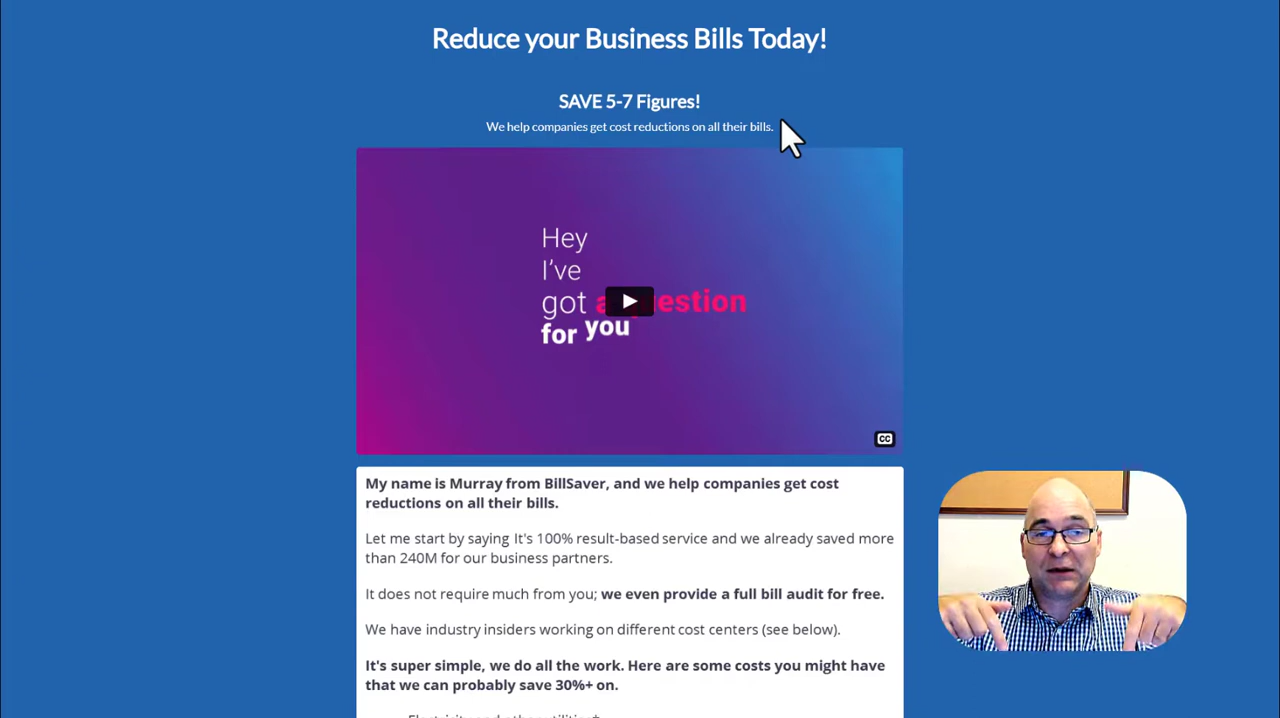 Reduce your Business Bills Today!
SAVE 5-7 Figures!
We help companies get cost reductions on all their bills.
Hey
I've
got a question
for you
CC
My name is Murray from BillSaver, and we help companies get cost
reductions on all their bills.
Let me start by saying It's 100% result-based service and we already saved more
than 240M for our business partners.
It does not require much from you; we even provide a full bill audit for free.
We have industry insiders working on different cost centers (see below).
It's super simple, we do all the work. Here are some costs you might have
that we can probably save 30%+ on.
Electricity and other utilities*